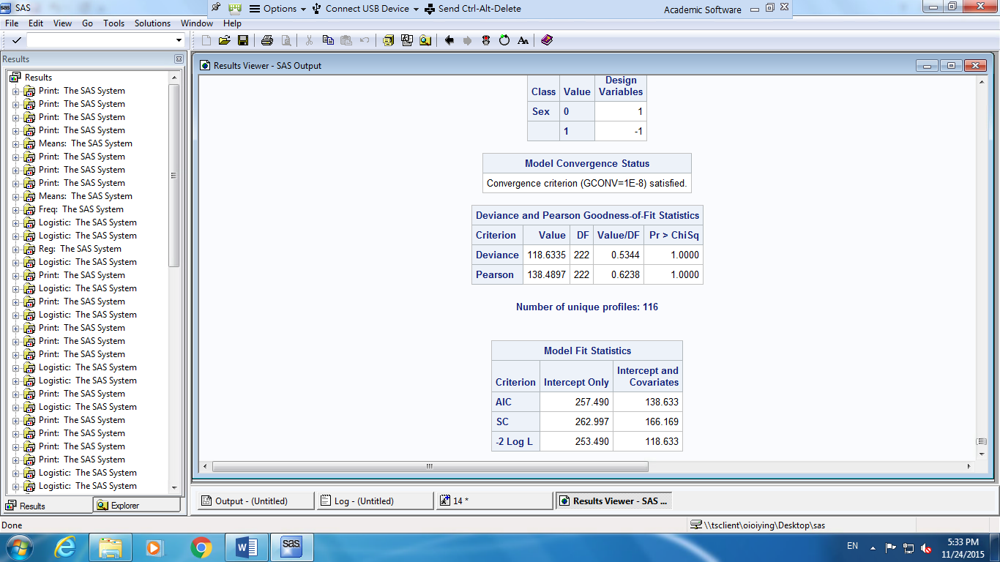 SAS
Options
Connect USB Device
Send Ctrl-Alt-Delete
Academic Software
File Edit View Go Tools Solutions Window Help
Results
Results
Print: The SAS System
Print: The SAS System
Print: The SAS System
Print: The SAS System
Means: The SAS System
Print: The SAS System
Print: The SAS System
Print: The SAS System
Means: The SAS System
Freq: The SAS System
Logistic: The SAS System
Logistic: The SAS System
Reg: The SAS System
Logistic: The SAS System
Print: The SAS System
Logistic: The SAS System
Print: The SAS System
Logistic: The SAS System
Print: The SAS System
Print: The SAS System
Print: The SAS System
Logistic: The SAS System
Logistic: The SAS System
Print: The SAS System
Logistic: The SAS System
Print: The SAS System
Print: The SAS System
Print: The SAS System
Print: The SAS System
Logistic: The SAS System
Logistic: The SAS System
Results
Explorer
Results Viewer - SAS Output
Design
Class Value Variables
Sex 0 1
1 -1
Model Convergence Status
Convergence criterion (GCONV=1E-8) satisfied.
Deviance and Pearson Goodness-of-Fit Statistics
Criterion Value DF Value/DF Pr > ChiSq
Deviance 118.6335 222 0.5344 1.0000
Pearson 138.4897 222 0.6238 1.0000
Number of unique profiles: 116
Model Fit Statistics
Intercept and
Criterion Intercept Only Covariates
AIC 257.490 138.633
SC 262.997 166.169
-2 Log L 253.490 118.633
Output - (Untitled)
Log - (Untitled)
14 *
Results Viewer - SAS ...
Done
\\tsclient\oioiying\Desktop\sas
sas
EN
5:33 PM
11/24/2015